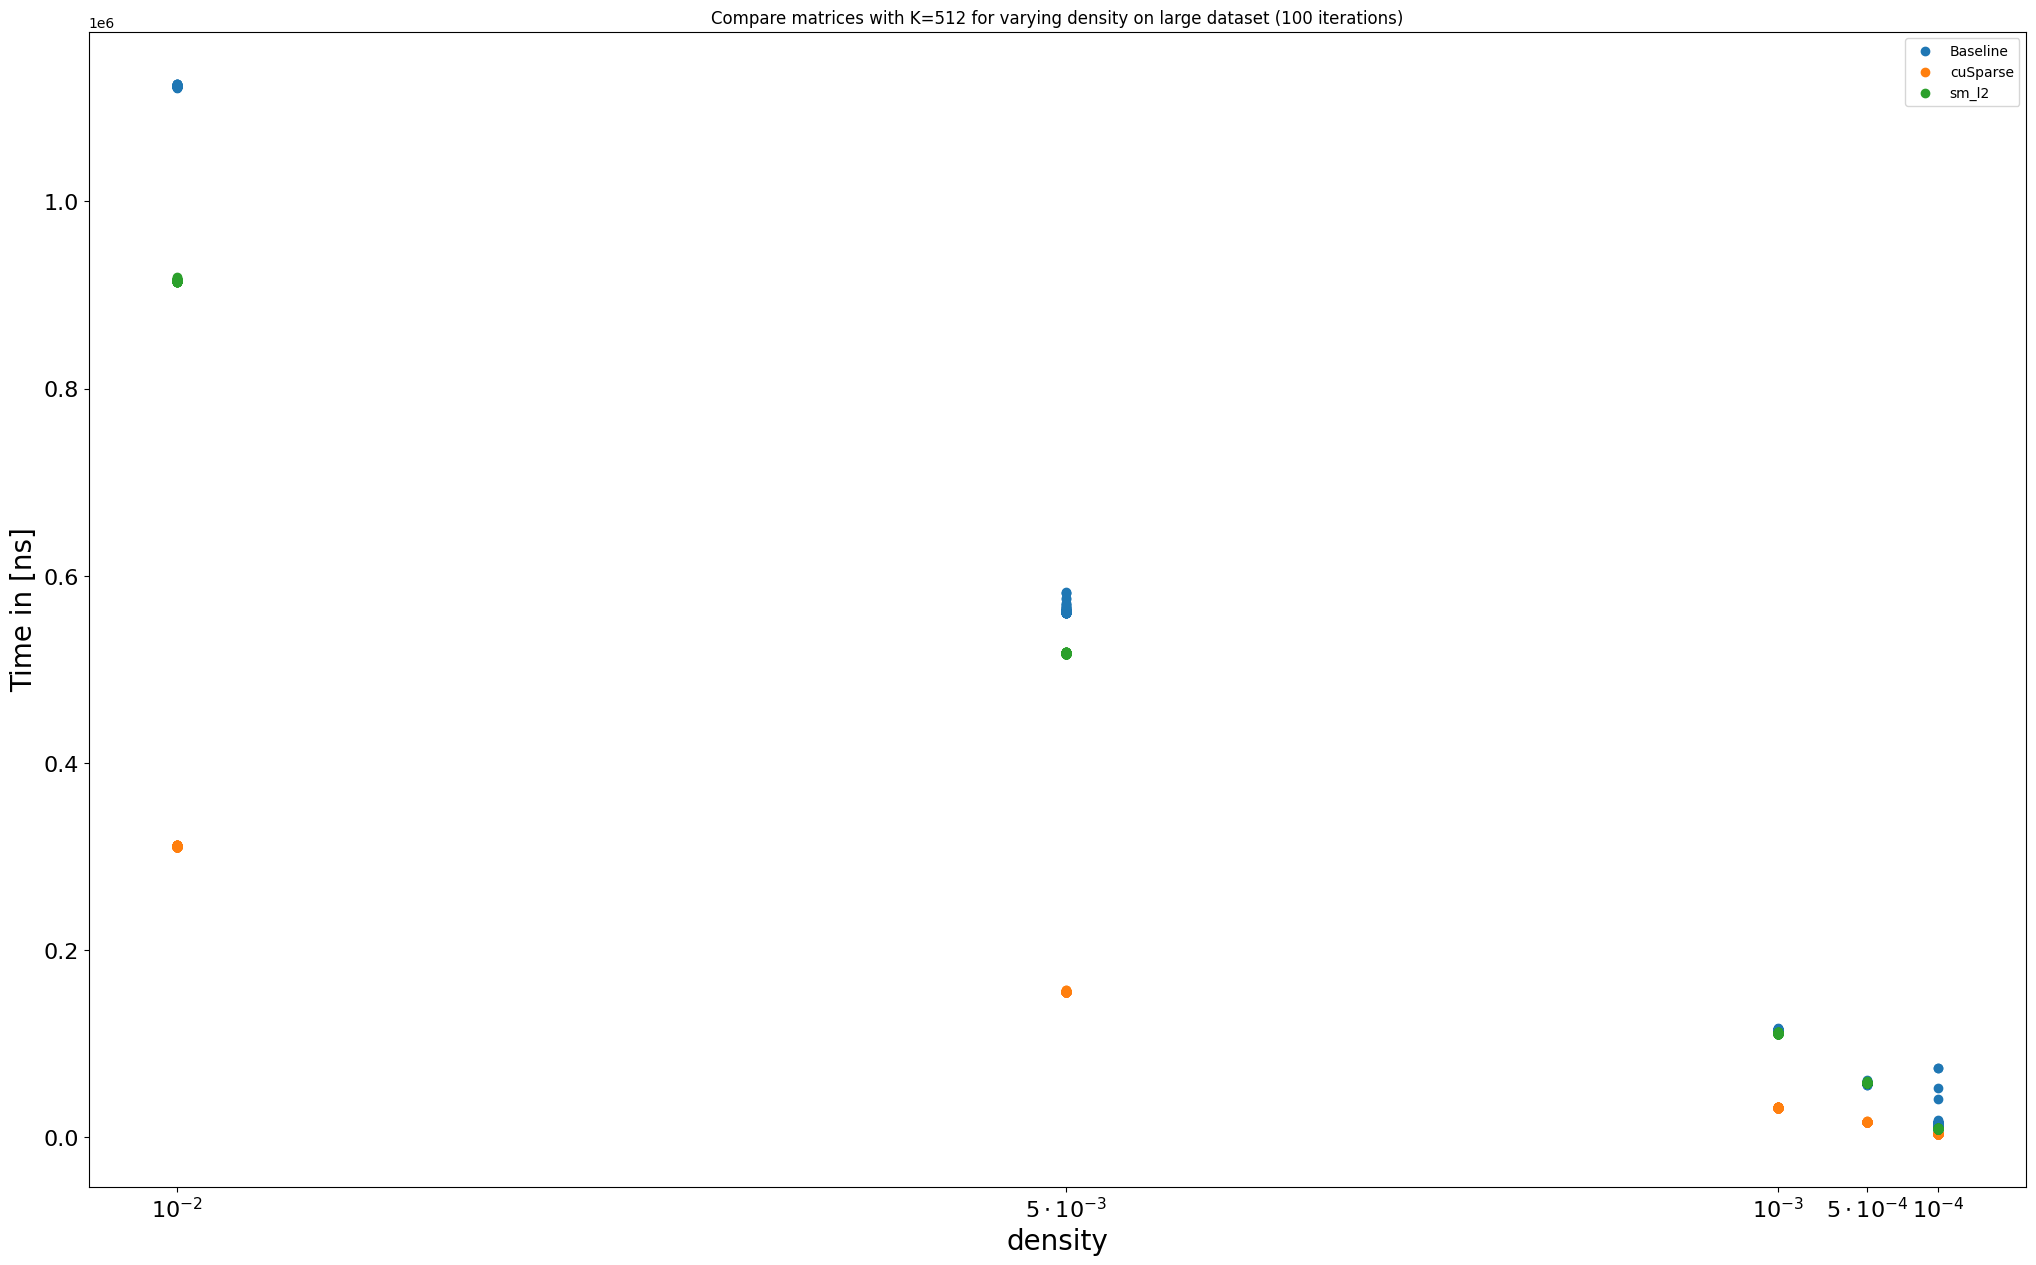 Compare matrices with K=512 for varying density on large dataset (100 iterations)
1e6
Baseline
cuSparse
sm_l2
1.0
0.8
0.6
0.4
0.2
0.0
Time in [ns]
10⁻² 5 · 10⁻³ 10⁻³ 5 · 10⁻⁴ 10⁻⁴
density